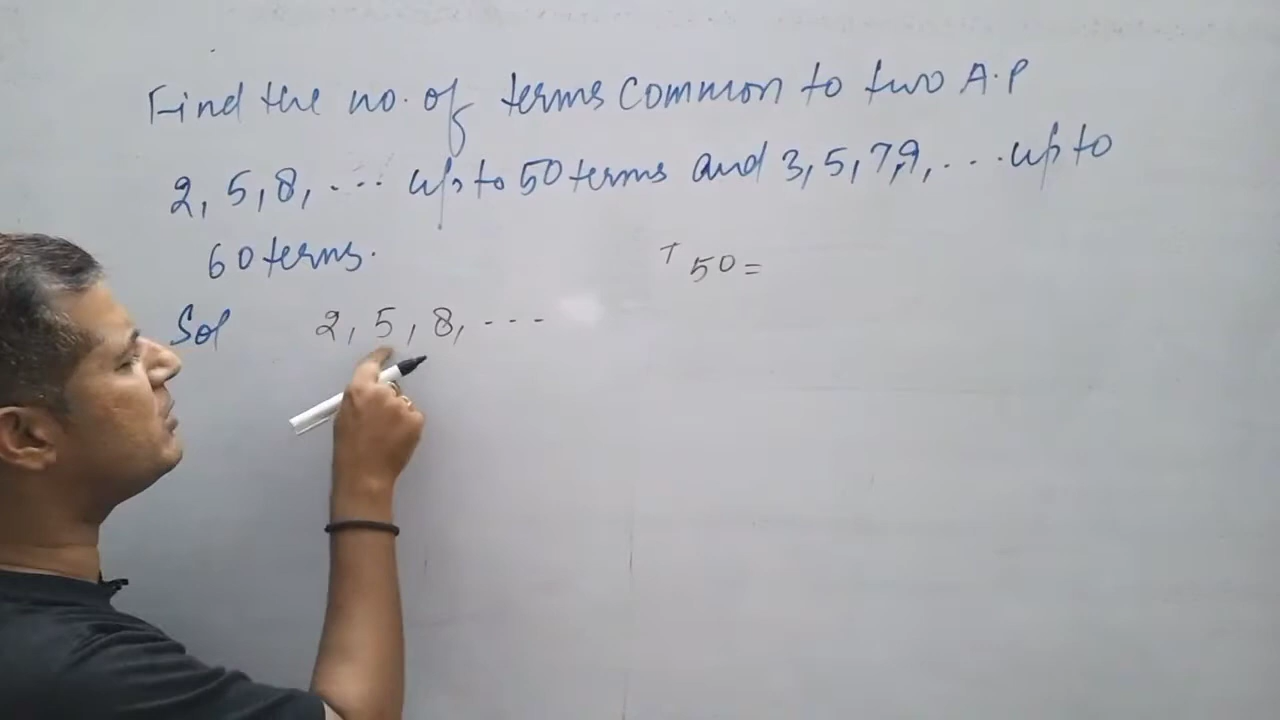 Find the no. of terms common to two A.P
2, 5, 8, ... up to 50 terms and 3, 5, 7, 9, ... up to
60 terms.
T50 =
Sol 2, 5, 8, ---